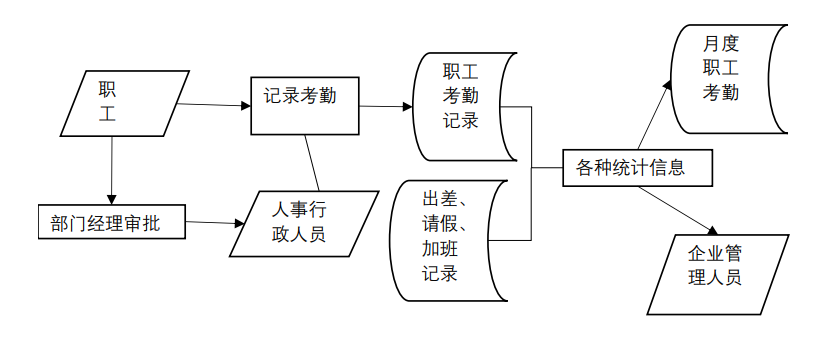 职
工
记录考勤
职工
考勤
记录
月度
职工
考勤
部门经理审批
人事行
政人员
出差、
请假、
加班
记录
各种统计信息
企业管
理人员